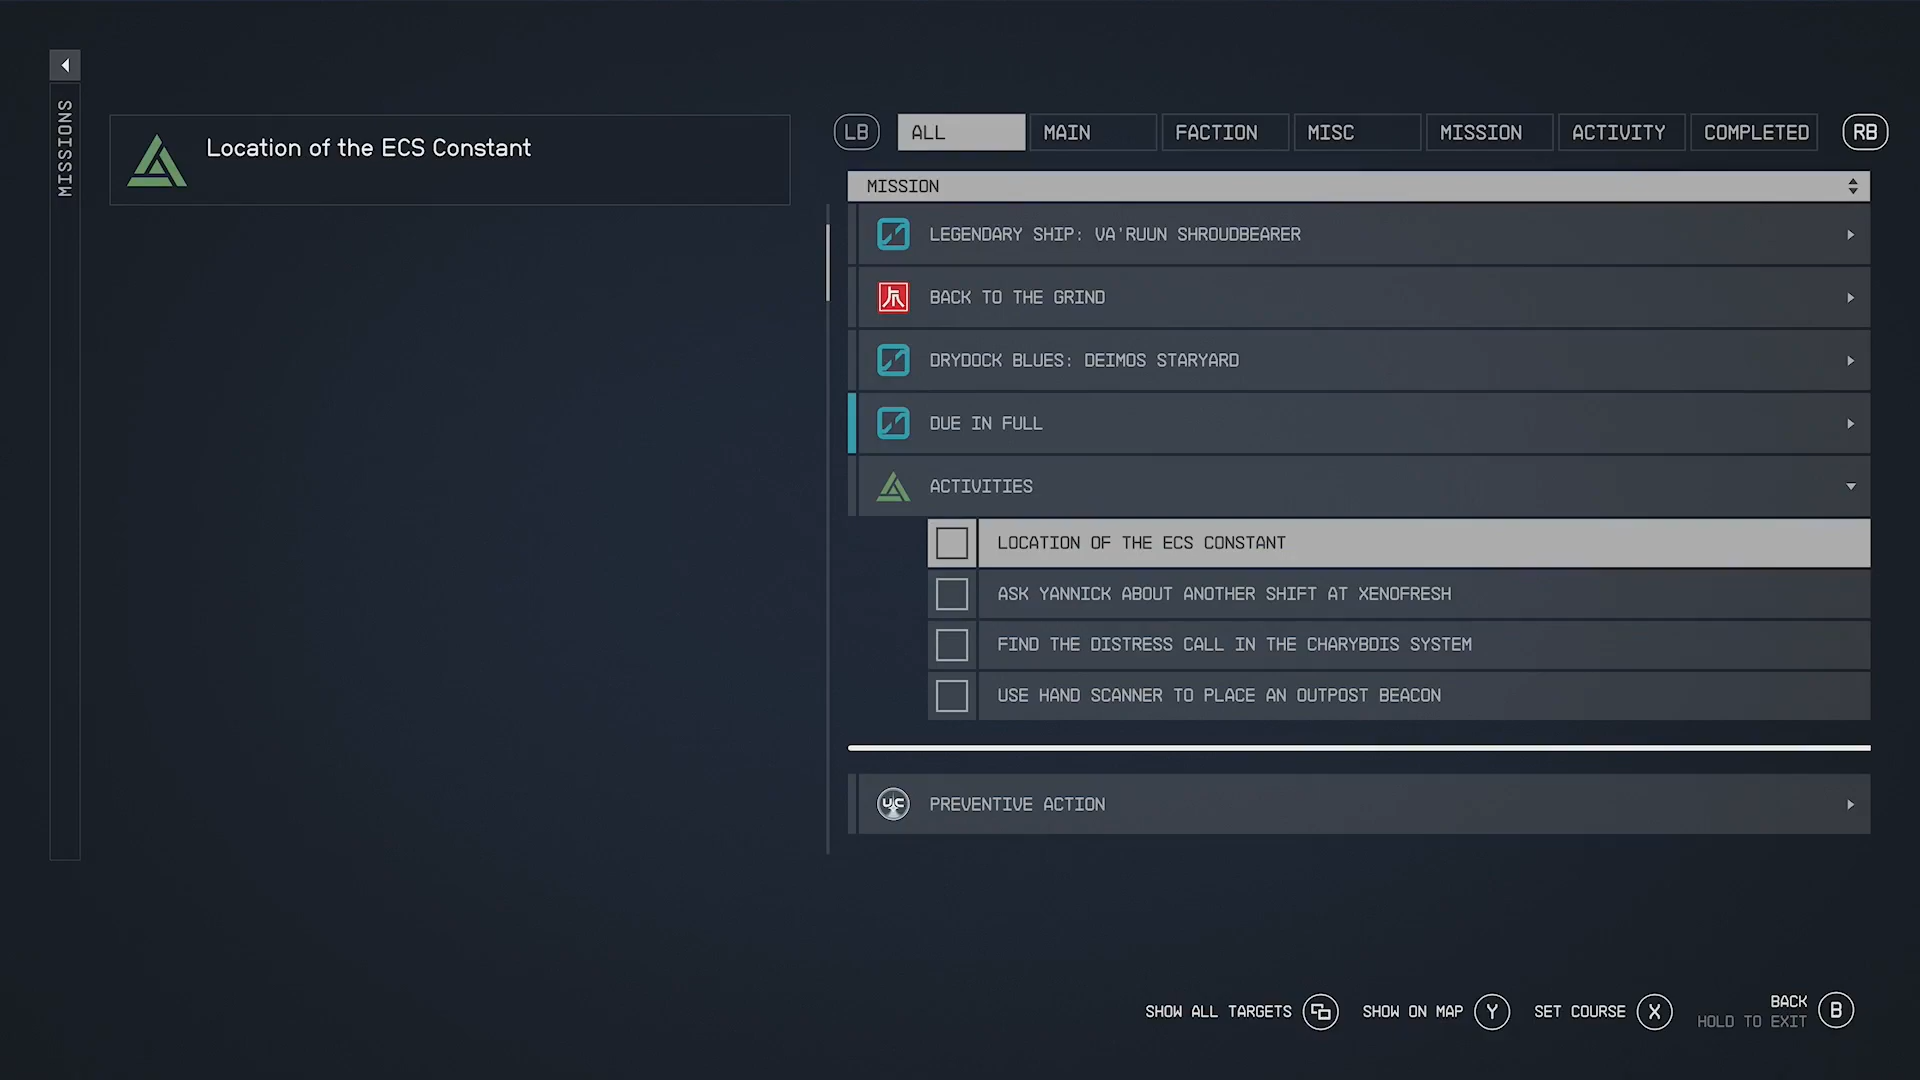 MISSIONS
Location of the ECS Constant
LB
ALL
MAIN
FACTION
MISC
MISSION
ACTIVITY
COMPLETED
RB
MISSION
LEGENDARY SHIP: VA'RUUN SHROUDBEARER
BACK TO THE GRIND
DRYDOCK BLUES: DEIMOS STARYARD
DUE IN FULL
ACTIVITIES
LOCATION OF THE ECS CONSTANT
ASK YANNICK ABOUT ANOTHER SHIFT AT XENOFRESH
FIND THE DISTRESS CALL IN THE CHARYBDIS SYSTEM
USE HAND SCANNER TO PLACE AN OUTPOST BEACON
UC
PREVENTIVE ACTION
SHOW ALL TARGETS
SHOW ON MAP
Y
SET COURSE
X
BACK
HOLD TO EXIT
B